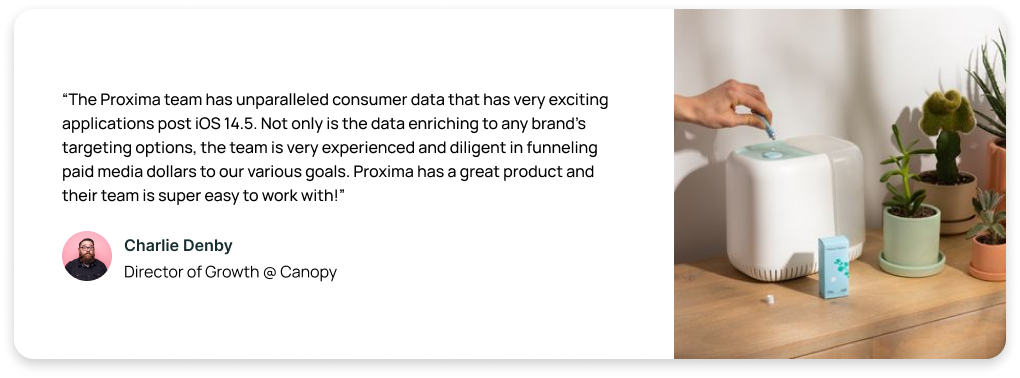 “The Proxima team has unparalleled consumer data that has very exciting
applications post iOS 14.5. Not only is the data enriching to any brand’s
targeting options, the team is very experienced and diligent in funneling
paid media dollars to our various goals. Proxima has a great product and
their team is super easy to work with!”
Charlie Denby
Director of Growth @ Canopy